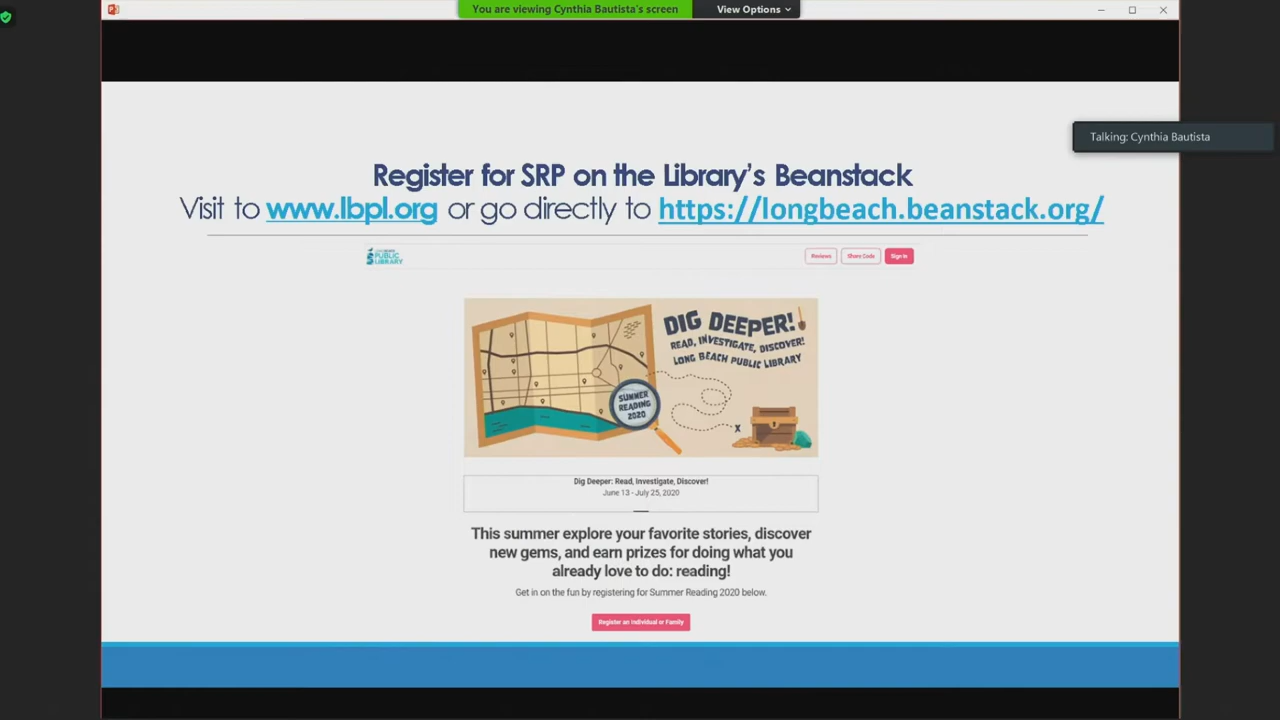 You are viewing Cynthia Bautista's screen
View Options
Talking: Cynthia Bautista
Register for SRP on the Library's Beanstack
Visit to www.lbpl.org or go directly to https://longbeach.beanstack.org/
PUBLIC
LIBRARY
Reviews
Share Code
Sign In
DIG DEEPER!
READ, INVESTIGATE, DISCOVER!
LONG BEACH PUBLIC LIBRARY
SUMMER
READING
2020
X
Dig Deeper: Read, Investigate, Discover!
June 13 - July 25, 2020
This summer explore your favorite stories, discover
new gems, and earn prizes for doing what you
already love to do: reading!
Get in on the fun by registering for Summer Reading 2020 below.
Register an Individual or Family